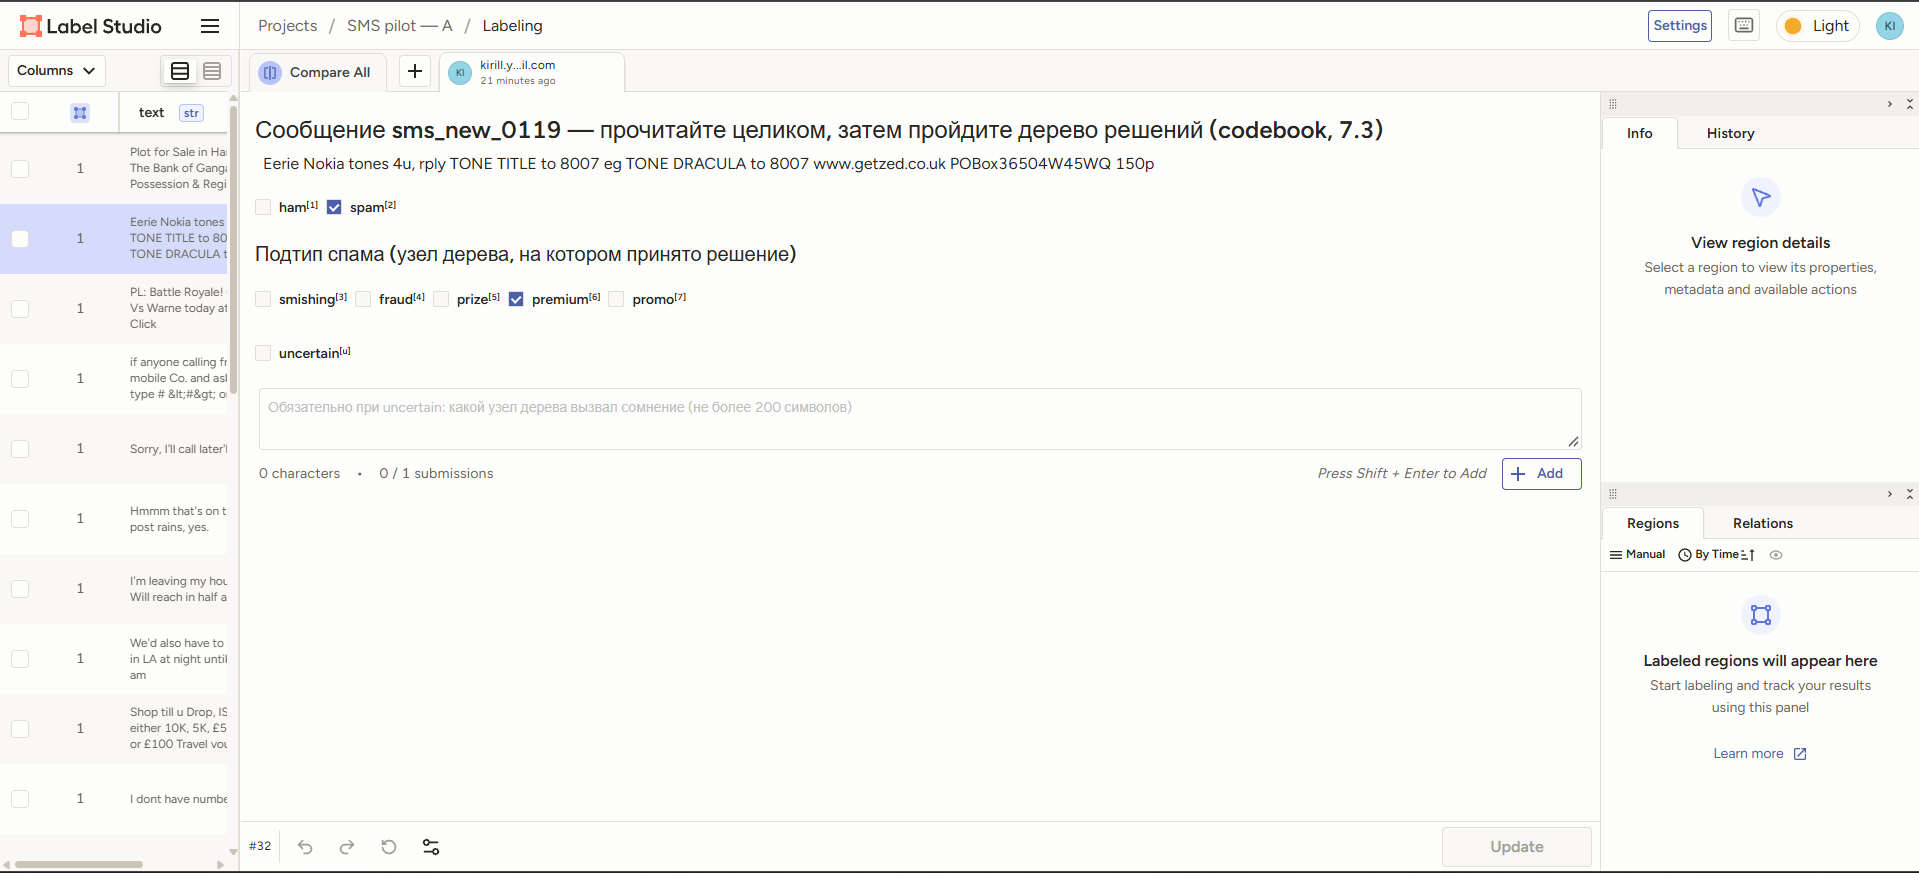 Label Studio
Projects / SMS pilot — A / Labeling
Settings
Light
KI
Columns
Compare All
KI
kirill.y...il.com
21 minutes ago
text str
1
Plot for Sale in Ha
The Bank of Ganga
Possession & Regi
1
Eerie Nokia tones
TONE TITLE to 80
TONE DRACULA t
1
PL: Battle Royale!
Vs Warne today at
Click
1
if anyone calling fr
mobile Co. and ask
type # &lt;#&gt; o
1
Sorry, I'll call later
1
Hmmm that's on t
post rains, yes.
1
I'm leaving my hou
Will reach in half a
1
We'd also have to
in LA at night until
am
1
Shop till u Drop, IS
either 10K, 5K, £5
or £100 Travel vou
1
I dont have numbe
Сообщение sms_new_0119 — прочитайте целиком, затем пройдите дерево решений (codebook, 7.3)
Eerie Nokia tones 4u, rply TONE TITLE to 8007 eg TONE DRACULA to 8007 www.getzed.co.uk POBox36504W45WQ 150p
ham[1] spam[2]
Подтип спама (узел дерева, на котором принято решение)
smishing[3] fraud[4] prize[5] premium[6] promo[7]
uncertain[u]
Обязательно при uncertain: какой узел дерева вызвал сомнение (не более 200 символов)
0 characters • 0 / 1 submissions
Press Shift + Enter to Add
Add
#32
Update
Info
History
View region details
Select a region to view its properties,
metadata and available actions
Regions
Relations
Manual
By Time
Labeled regions will appear here
Start labeling and track your results
using this panel
Learn more